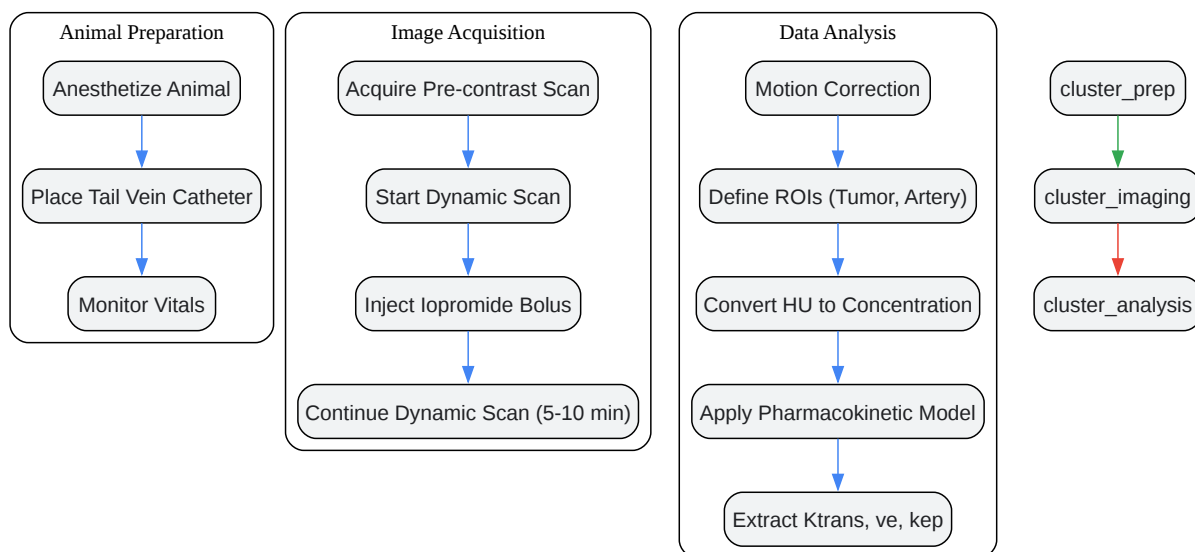 Animal Preparation
Anesthetize Animal
Place Tail Vein Catheter
Monitor Vitals
Image Acquisition
Acquire Pre-contrast Scan
Start Dynamic Scan
Inject Iopromide Bolus
Continue Dynamic Scan (5-10 min)
Data Analysis
Motion Correction
Define ROIs (Tumor, Artery)
Convert HU to Concentration
Apply Pharmacokinetic Model
Extract Ktrans, ve, kep
cluster_prep
cluster_imaging
cluster_analysis